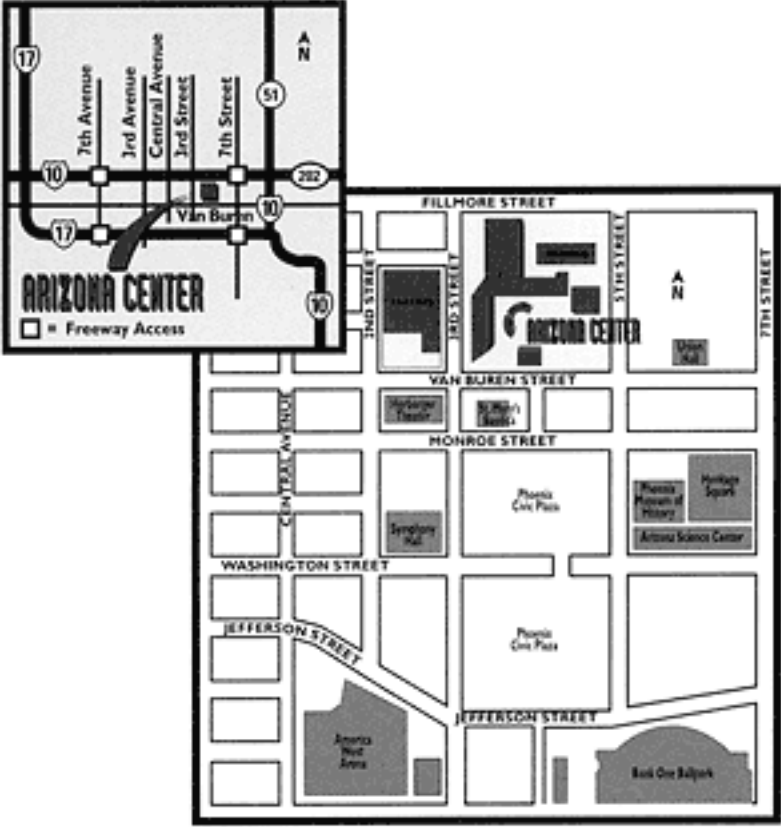 17
7th Avenue
3rd Avenue
Central Avenue
3rd Street
7th Street
51
A
N
10
202
Van Buren
10
17
10
ARIZONA CENTER
= Freeway Access
FILLMORE STREET
2ND STREET
3RD STREET
5TH STREET
7TH STREET
A
N
ARIZONA CENTER
Union
Hall
VAN BUREN STREET
Herberger
Theater
St. Mary's
MONROE STREET
CENTRAL AVENUE
Phoenix
Civic Plaza
Phoenix
Museum of
History
Heritage
Square
Symphony
Hall
Arizona Science Center
WASHINGTON STREET
JEFFERSON STREET
Phoenix
Civic Plaza
JEFFERSON STREET
America
West
Arena
Bank One Ballpark